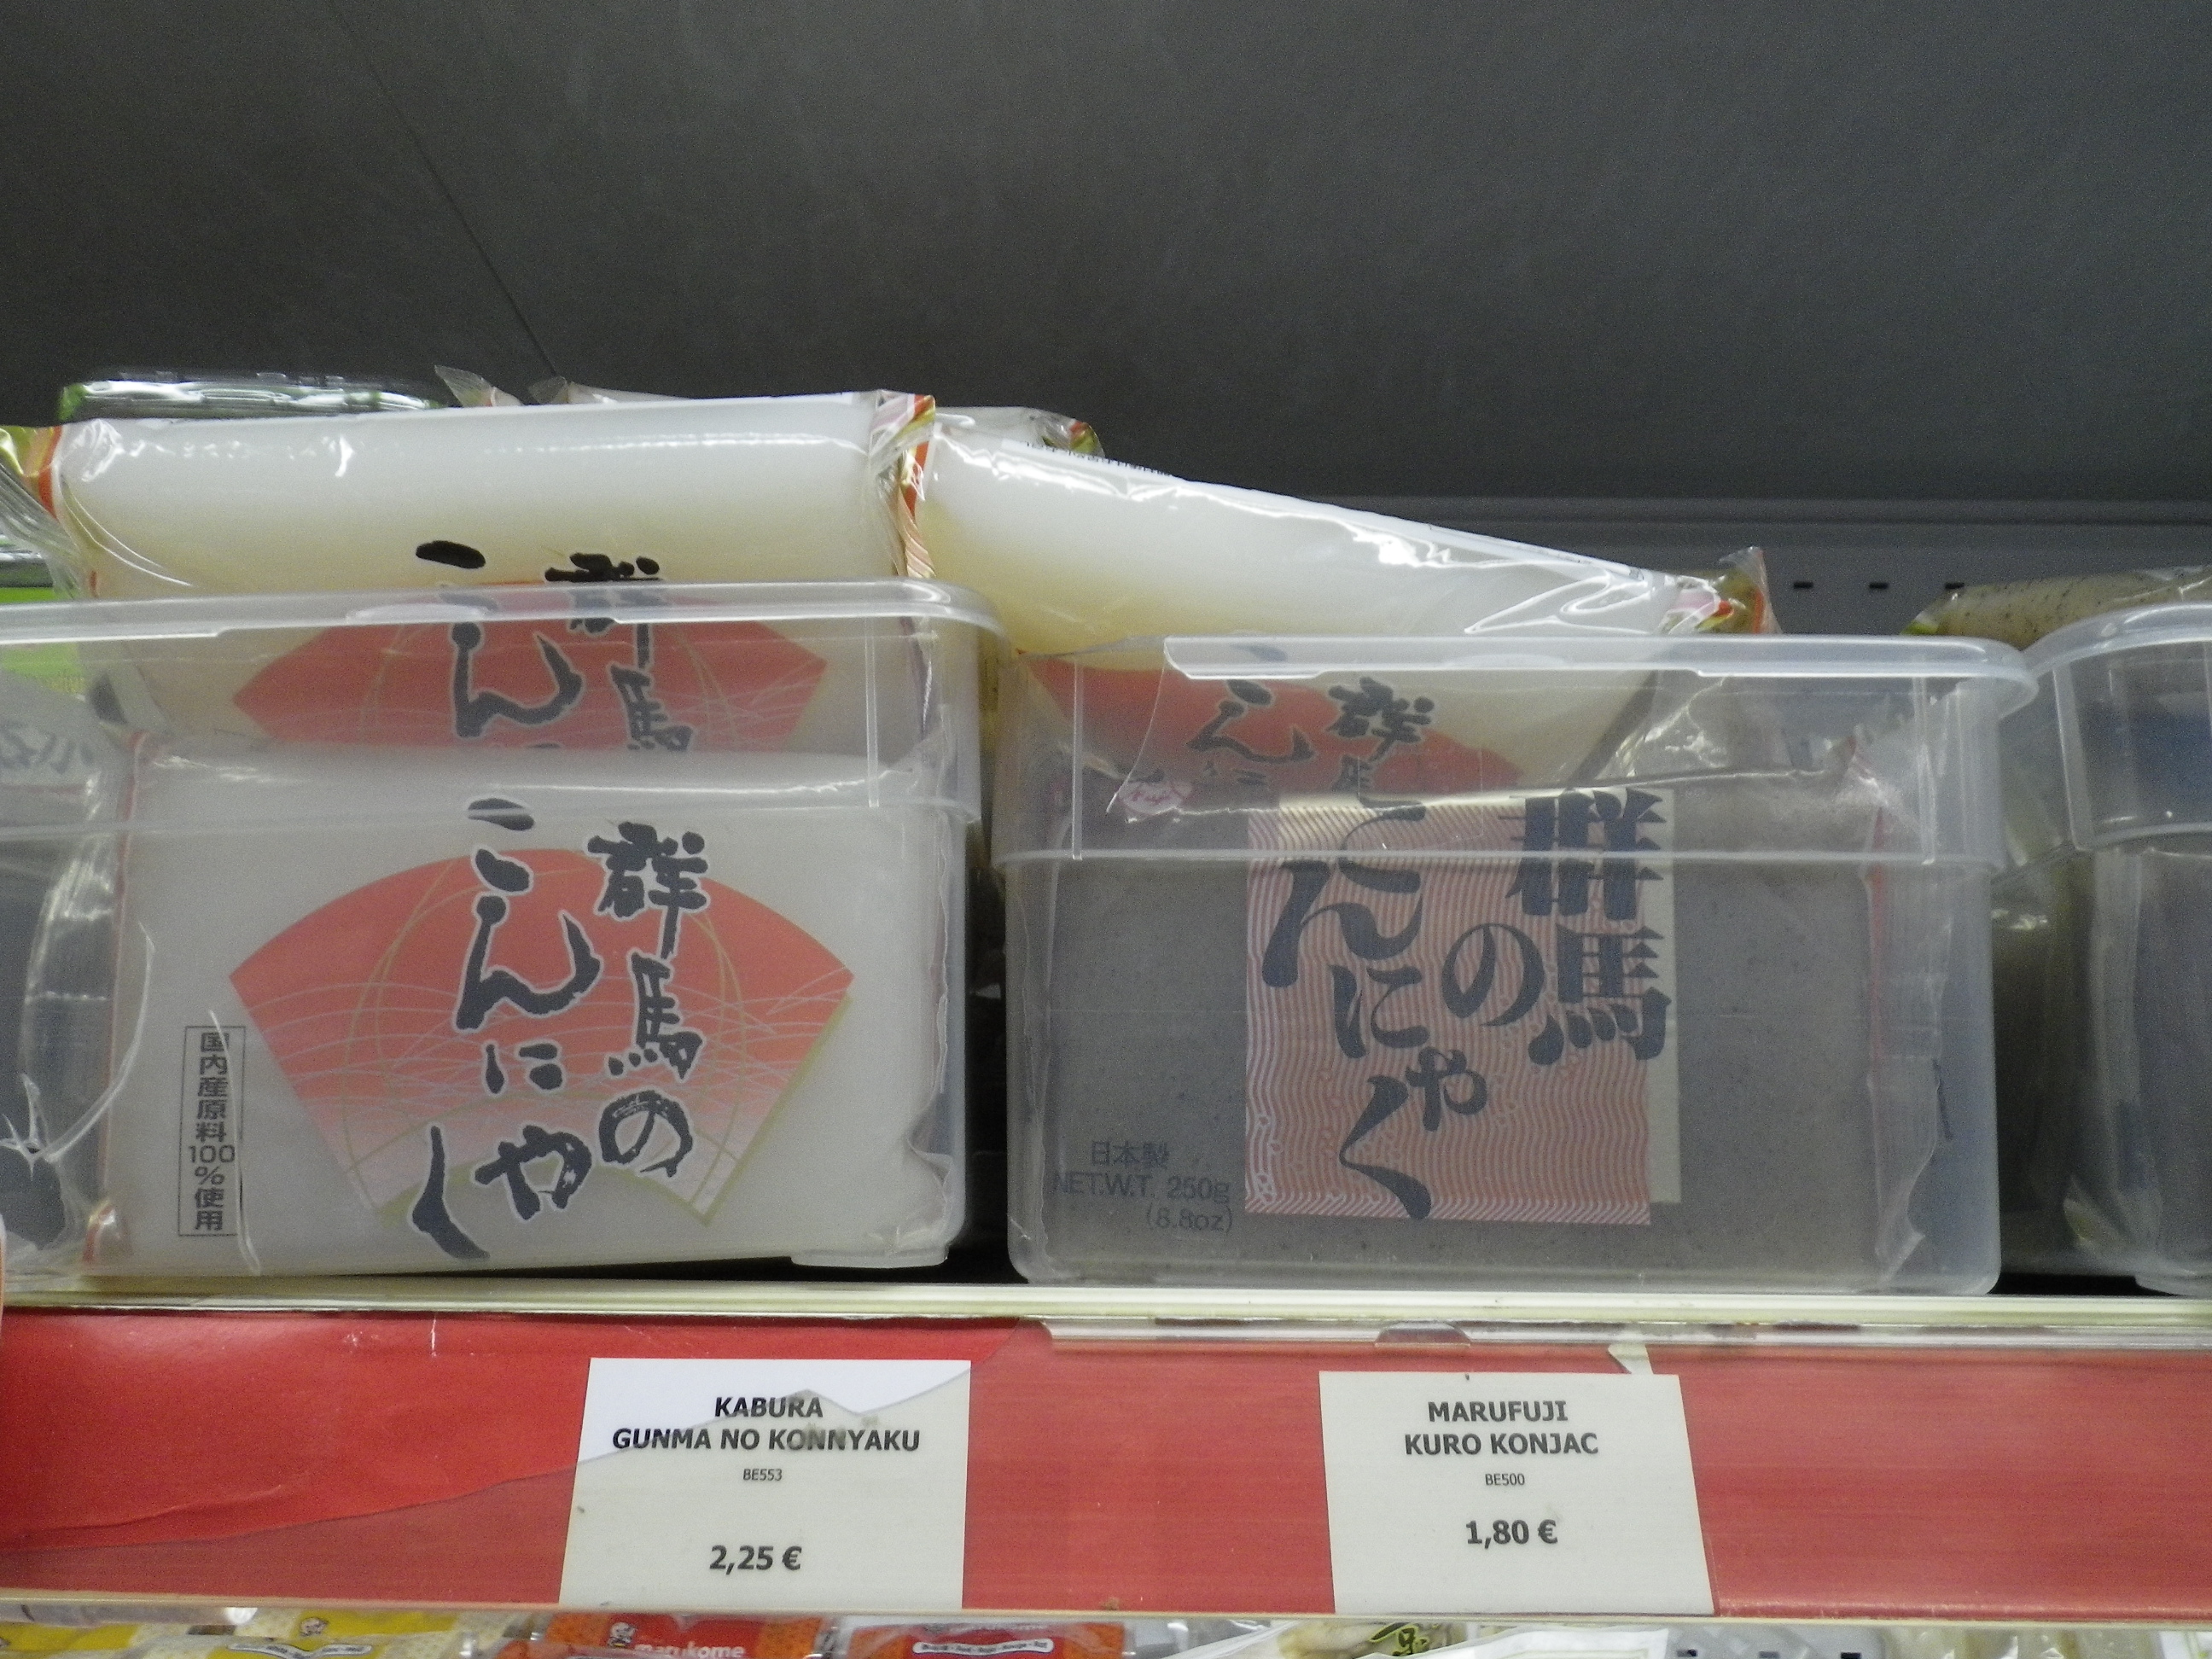 群馬の
こんにゃく
国内産原料100%使用
群馬の
こんにゃく
日本製
NET.W.T. 250g
(8.8oz)
KABURA
GUNMA NO KONNYAKU
BE553
2,25 €
MARUFUJI
KURO KONJAC
BE500
1,80 €
marukome